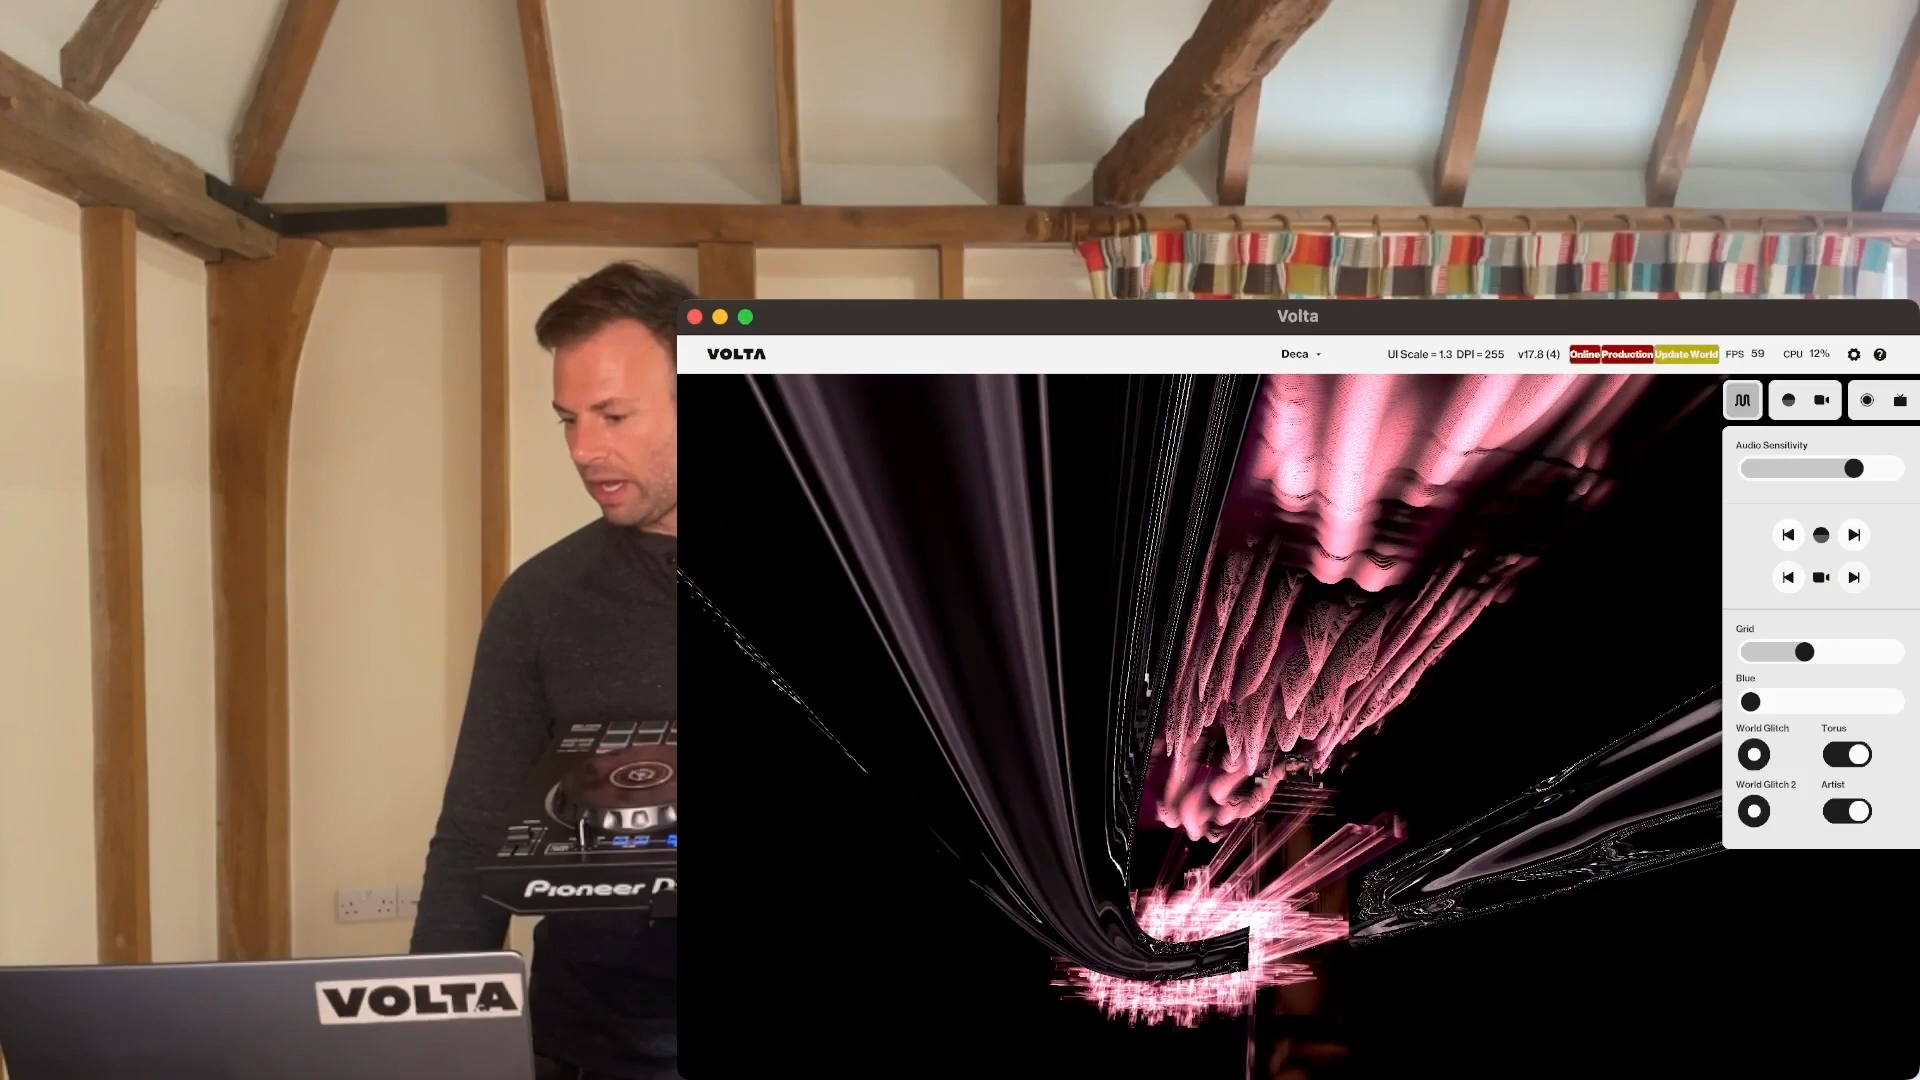 Volta
VOLTA
Deca
UI Scale = 1.3 DPI = 255
v17.8 (4)
Online
Production
Update World
FPS 59
CPU 12%
Audio Sensitivity
Grid
Blue
World Glitch
Torus
World Glitch 2
Artist
Pioneer D
VOLTA